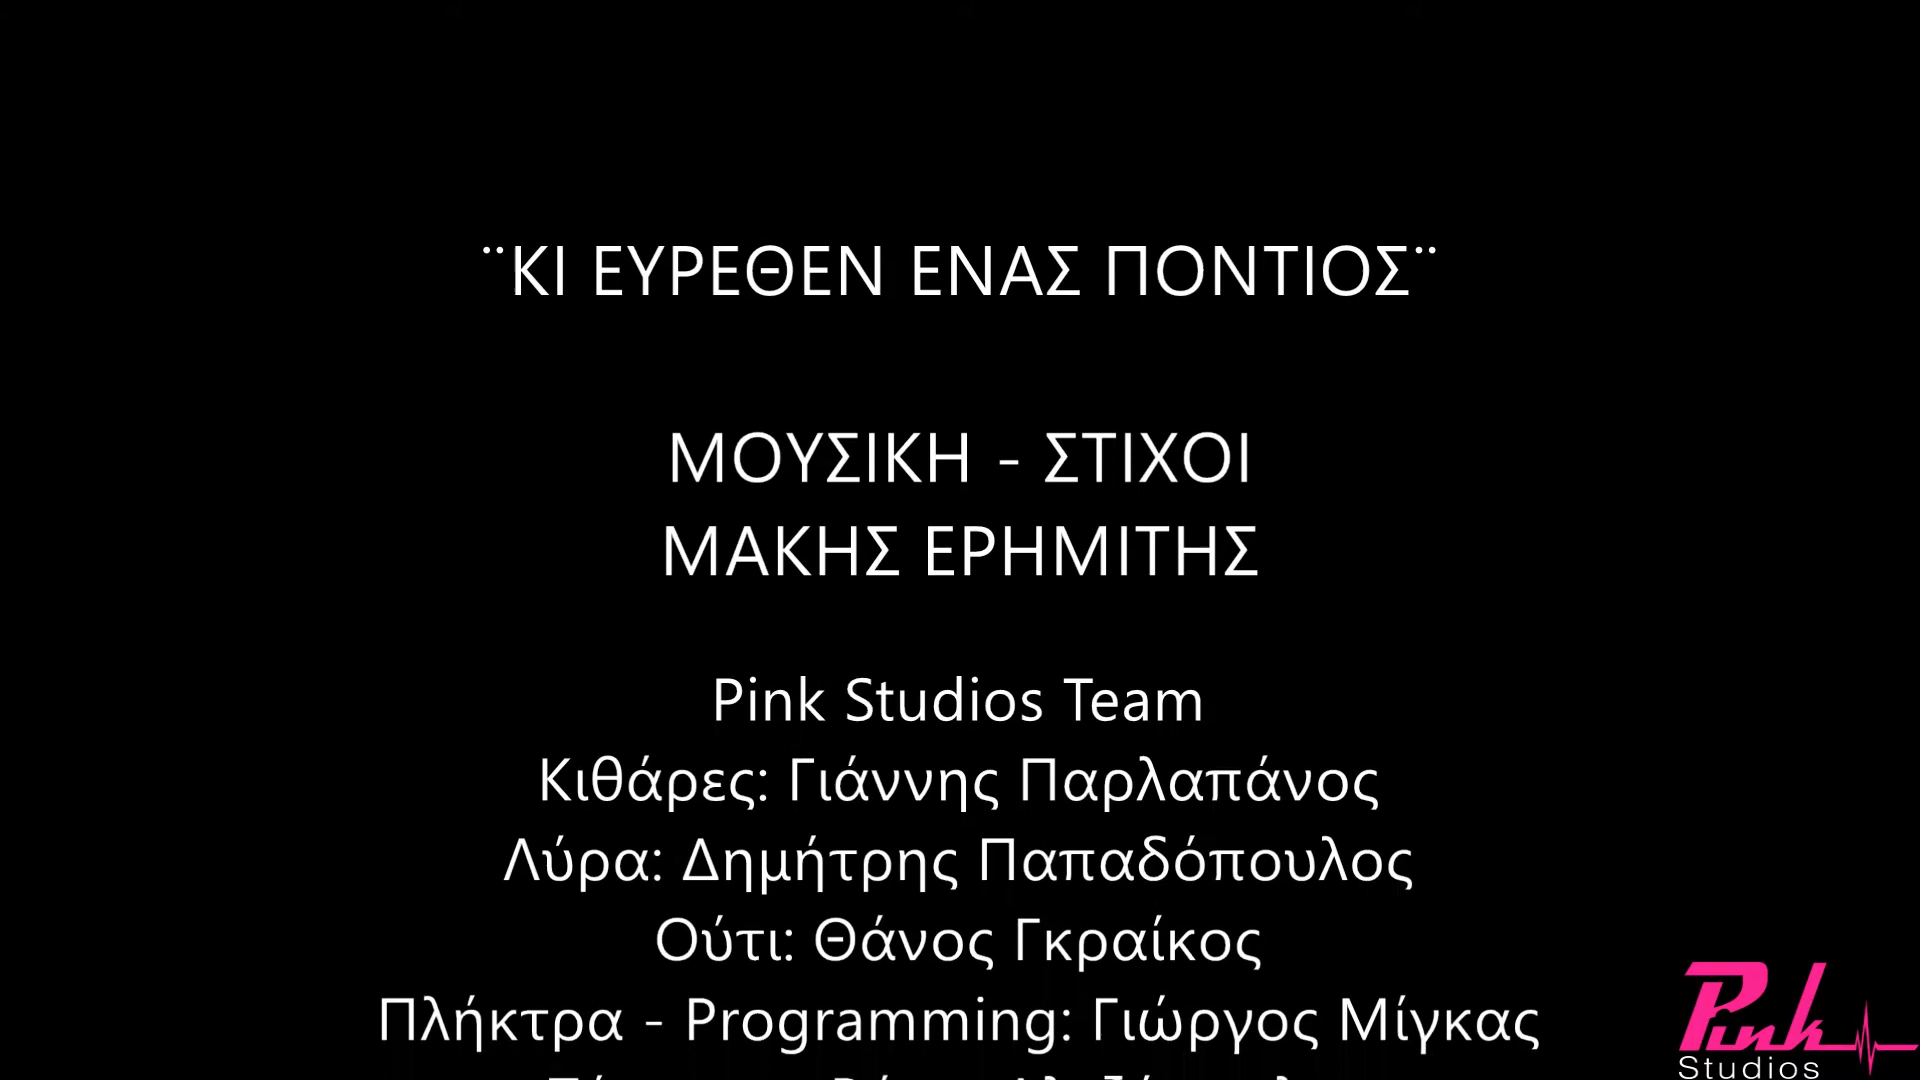 ¨ΚΙ ΕΥΡΕΘΕΝ ΕΝΑΣ ΠΟΝΤΙΟΣ¨
ΜΟΥΣΙΚΗ - ΣΤΙΧΟΙ
ΜΑΚΗΣ ΕΡΗΜΙΤΗΣ
Pink Studios Team
Κιθάρες: Γιάννης Παρλαπάνος
Λύρα: Δημήτρης Παπαδόπουλος
Ούτι: Θάνος Γκραίκος
Πλήκτρα - Programming: Γιώργος Μίγκας
Pink
Studios